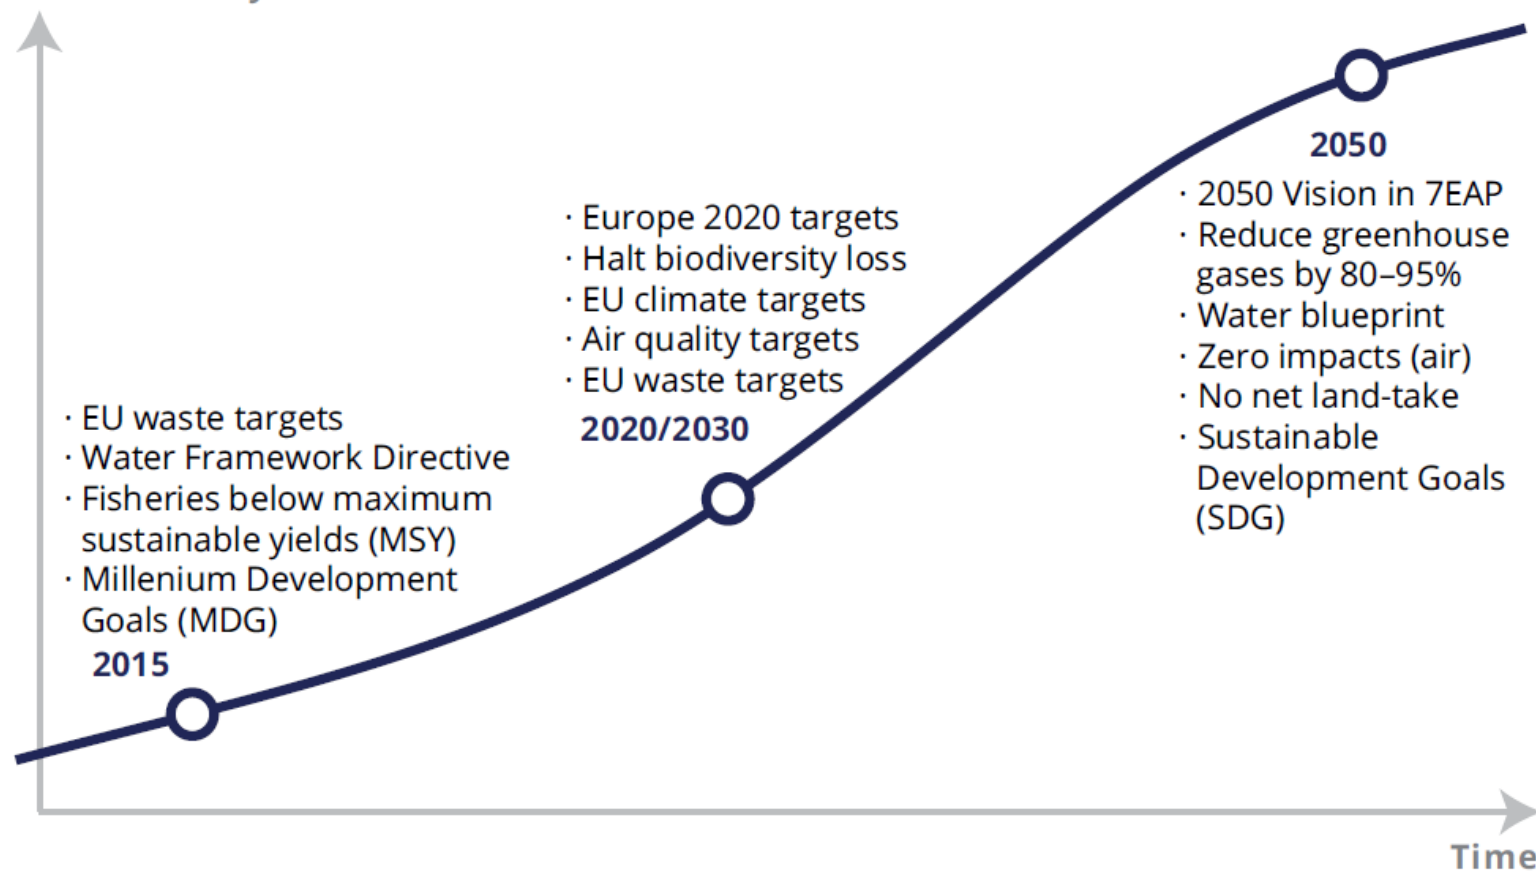 · EU waste targets
· Water Framework Directive
· Fisheries below maximum
sustainable yields (MSY)
· Millenium Development
Goals (MDG)
2015
· Europe 2020 targets
· Halt biodiversity loss
· EU climate targets
· Air quality targets
· EU waste targets
2020/2030
2050
· 2050 Vision in 7EAP
· Reduce greenhouse
gases by 80–95%
· Water blueprint
· Zero impacts (air)
· No net land-take
· Sustainable
Development Goals
(SDG)
Time